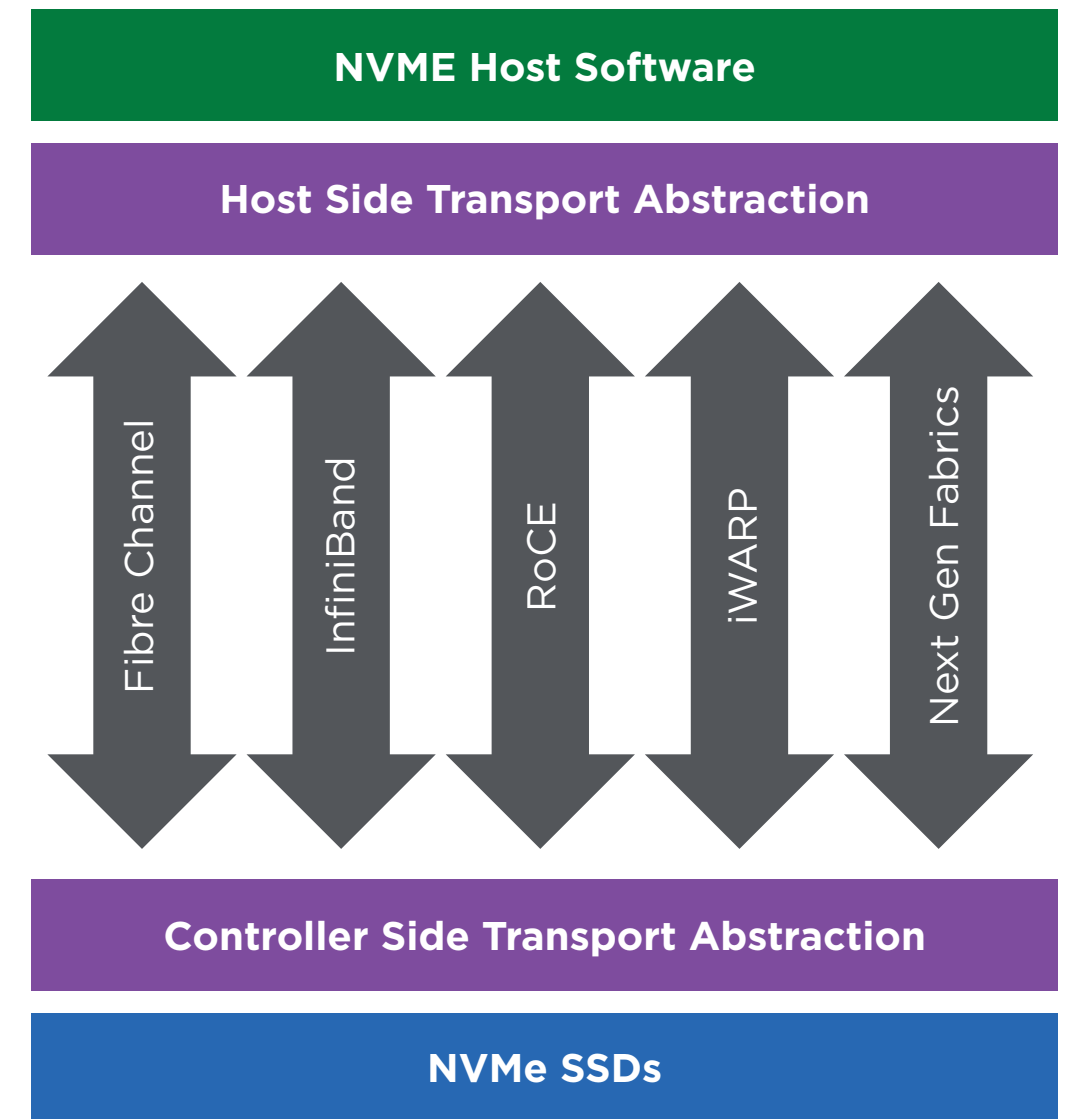 NVME Host Software
Host Side Transport Abstraction
Fibre Channel
InfiniBand
RoCE
iWARP
Next Gen Fabrics
Controller Side Transport Abstraction
NVMe SSDs